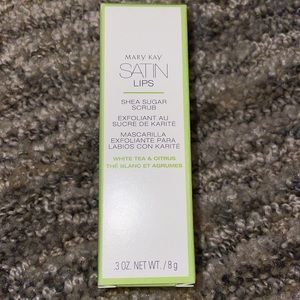 MARY KAY
SATIN
LIPS
SHEA SUGAR
SCRUB
EXFOLIANT AU
SUCRE DE KARITÉ
MASCARILLA
EXFOLIANTE PARA
LABIOS CON KARITÉ
WHITE TEA & CITRUS
THÉ BLANC ET AGRUMES
.3 OZ. NET WT. / 8 g